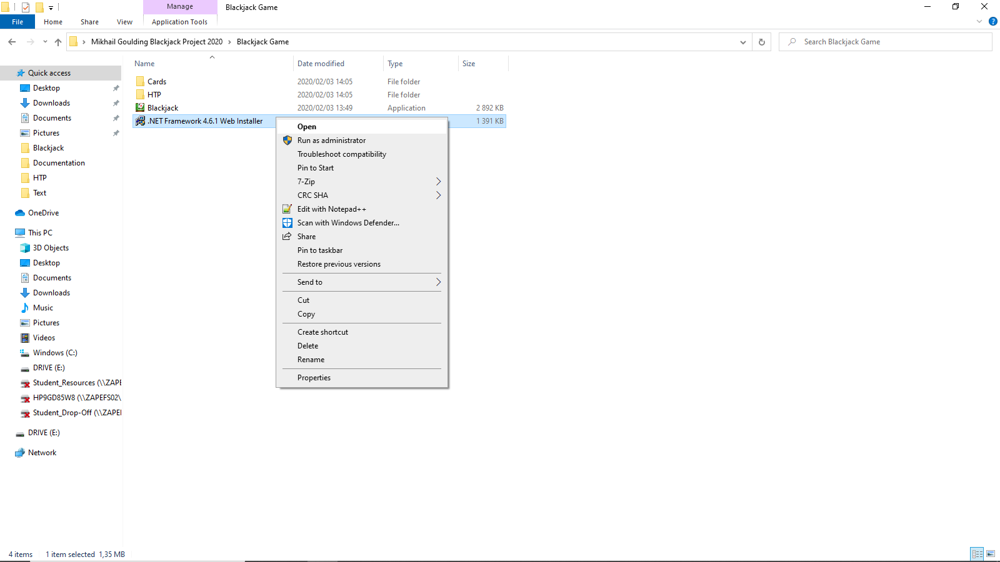 Manage
Blackjack Game
File
Home
Share
View
Application Tools
?
Mikhail Goulding Blackjack Project 2020 > Blackjack Game
Search Blackjack Game
Name
Date modified
Type
Size
Cards
2020/02/03 14:05
File folder
HTP
2020/02/03 14:05
File folder
Blackjack
2020/02/03 13:49
Application
2 892 KB
.NET Framework 4.6.1 Web Installer
1 391 KB
Quick access
Desktop
Downloads
Documents
Pictures
Blackjack
Documentation
HTP
Text
OneDrive
This PC
3D Objects
Desktop
Documents
Downloads
Music
Pictures
Videos
Windows (C:)
DRIVE (E:)
Student_Resources (\\ZAPE
HP9GD85W8 (\\ZAPEFS02\
Student_Drop-Off (\\ZAPE
DRIVE (E:)
Network
Open
Run as administrator
Troubleshoot compatibility
Pin to Start
7-Zip
CRC SHA
Edit with Notepad++
Scan with Windows Defender...
Share
Pin to taskbar
Restore previous versions
Send to
Cut
Copy
Create shortcut
Delete
Rename
Properties
4 items
1 item selected 1,35 MB